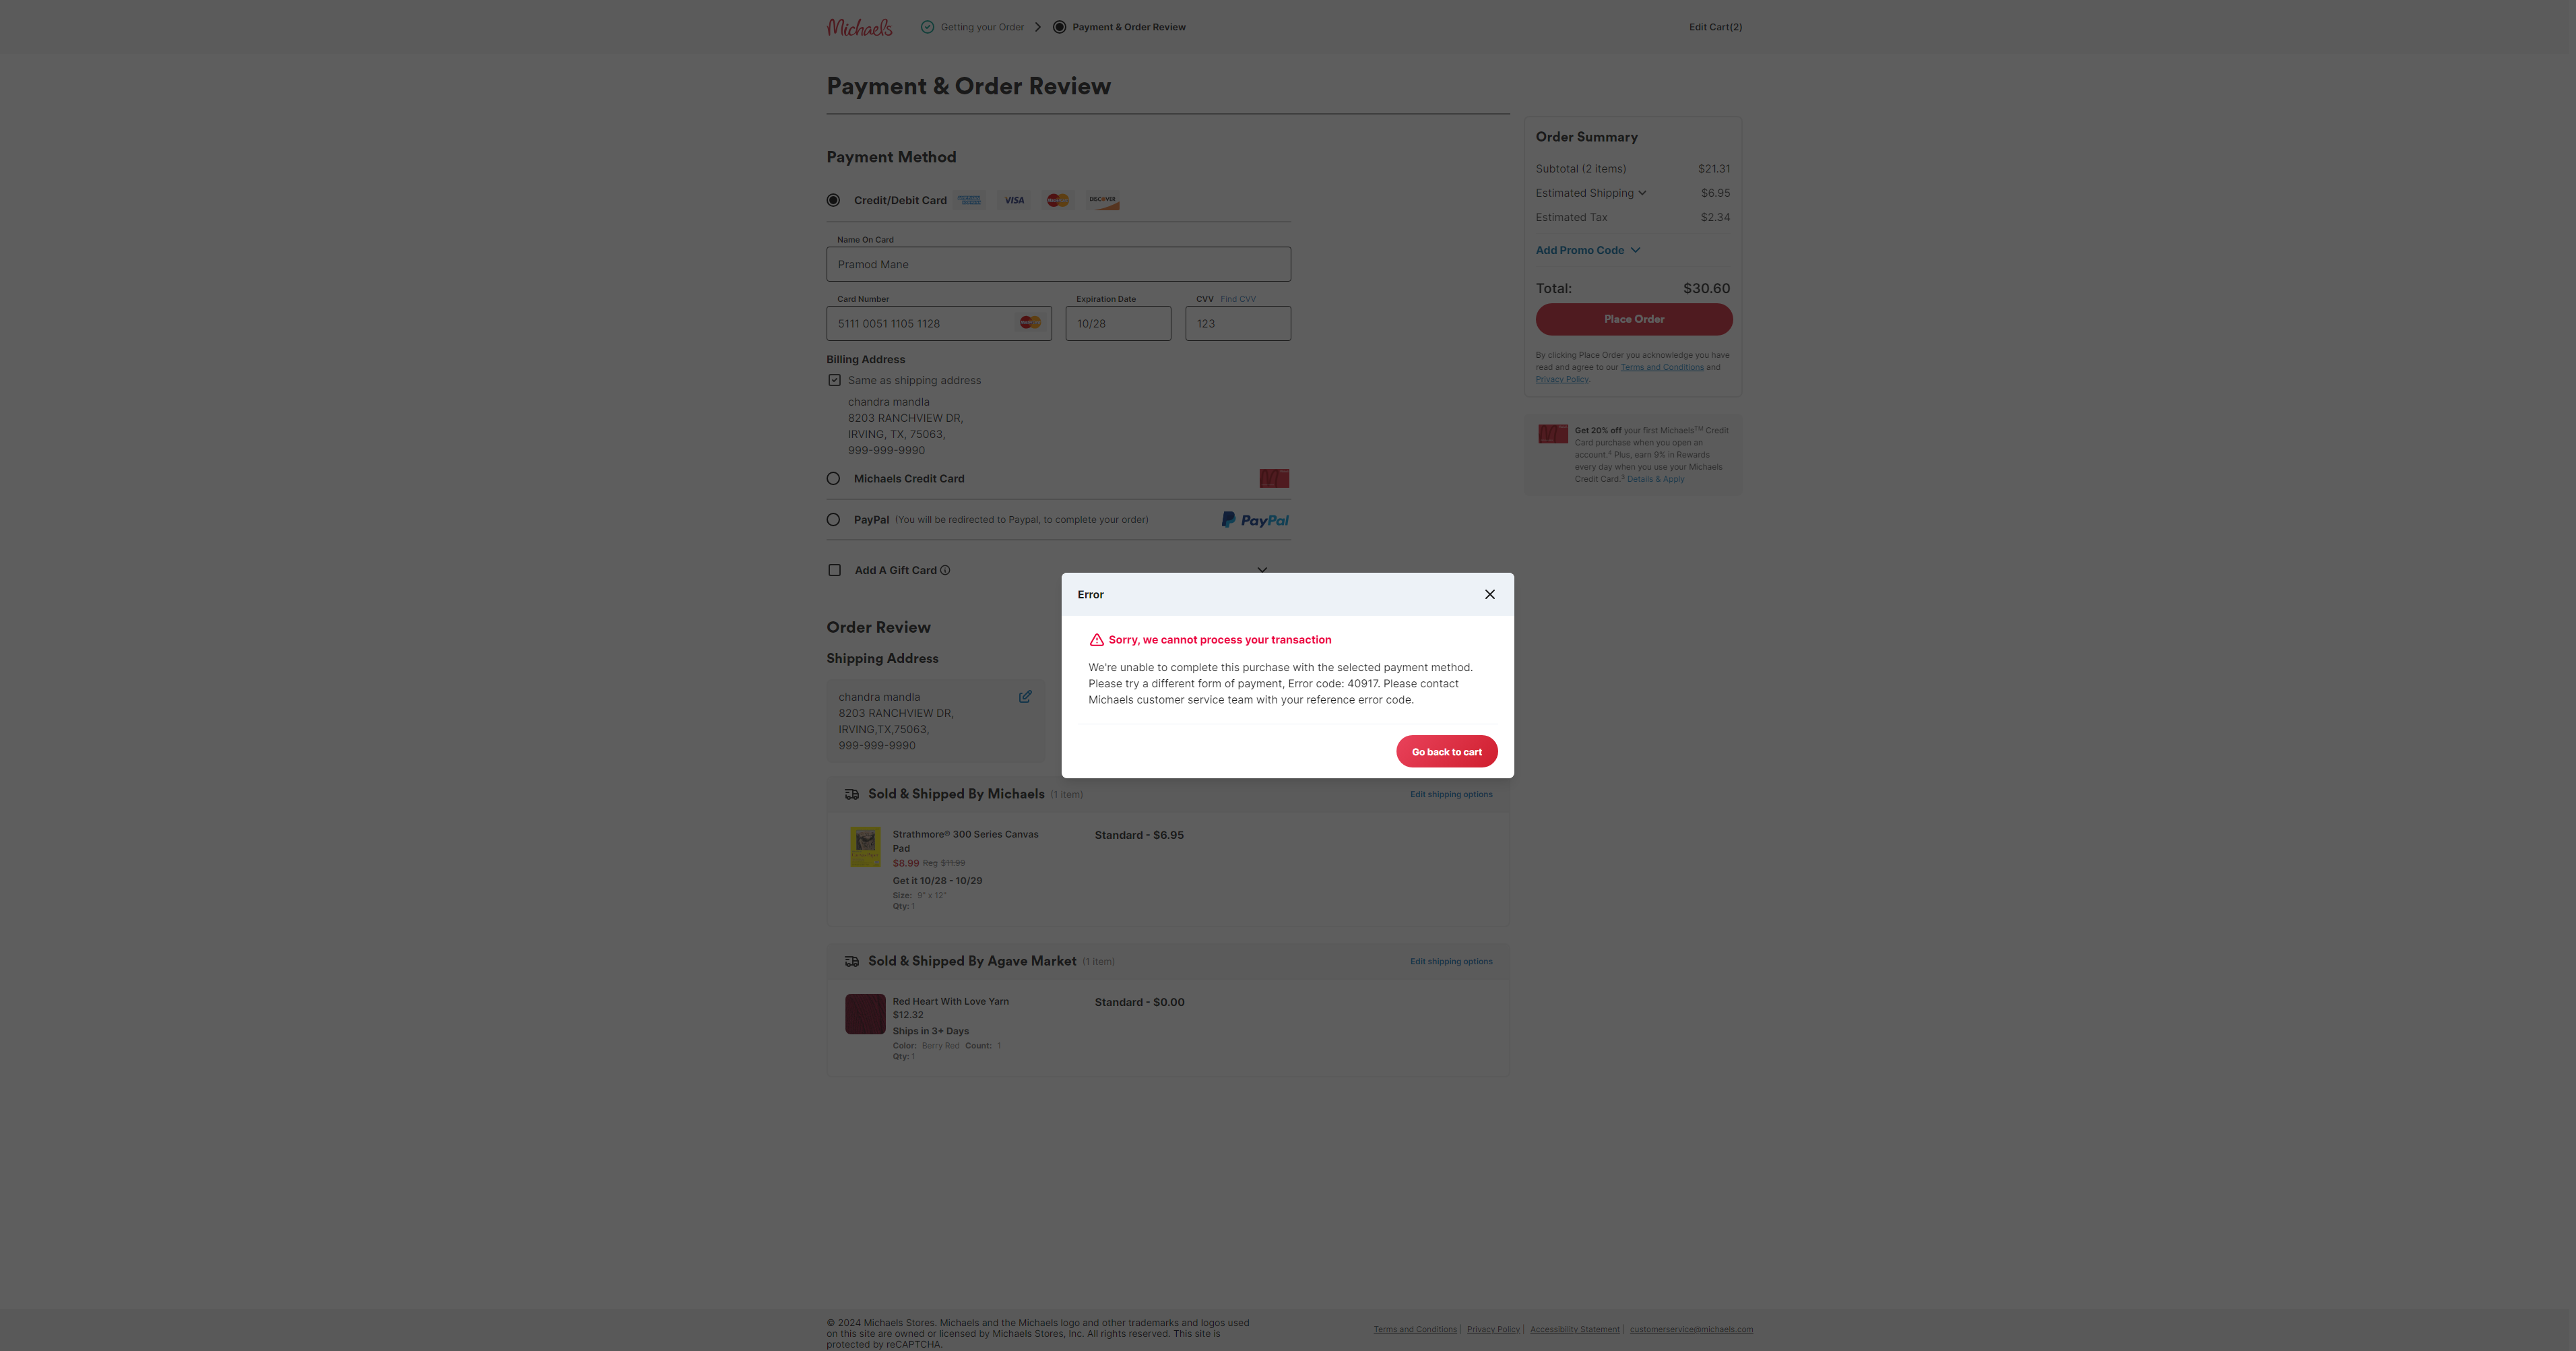 Michaels
Getting your Order
Payment & Order Review
Edit Cart(2)
Payment & Order Review
Payment Method
Credit/Debit Card
VISA
DISCOVER
Name On Card
Pramod Mane
Card Number
Expiration Date
CVV Find CVV
5111 0051 1105 1128
10/28
123
Billing Address
Same as shipping address
chandra mandla
8203 RANCHVIEW DR,
IRVING, TX, 75063,
999-999-9990
Michaels Credit Card
PayPal (You will be redirected to Paypal, to complete your order)
PayPal
Add A Gift Card
Order Summary
Subtotal (2 items) $21.31
Estimated Shipping $6.95
Estimated Tax $2.34
Add Promo Code
Total: $30.60
Place Order
By clicking Place Order you acknowledge you have
read and agree to our Terms and Conditions and
Privacy Policy.
Get 20% off your first Michaels™ Credit
Card purchase when you open an
account.⁴ Plus, earn 9% in Rewards
every day when you use your Michaels
Credit Card.³ Details & Apply
Error
Sorry, we cannot process your transaction
We're unable to complete this purchase with the selected payment method.
Please try a different form of payment, Error code: 40917. Please contact
Michaels customer service team with your reference error code.
Go back to cart
Order Review
Shipping Address
chandra mandla
8203 RANCHVIEW DR,
IRVING,TX,75063,
999-999-9990
Sold & Shipped By Michaels (1 item)
Edit shipping options
Strathmore® 300 Series Canvas
Pad
$8.99 Reg $11.99
Get it 10/28 - 10/29
Size: 9" x 12"
Qty: 1
Standard - $6.95
Sold & Shipped By Agave Market (1 item)
Edit shipping options
Red Heart With Love Yarn
$12.32
Ships in 3+ Days
Color: Berry Red Count: 1
Qty: 1
Standard - $0.00
© 2024 Michaels Stores. Michaels and the Michaels logo and other trademarks and logos used
on this site are owned or licensed by Michaels Stores, Inc. All rights reserved. This site is
protected by reCAPTCHA.
Terms and Conditions | Privacy Policy | Accessibility Statement | customerservice@michaels.com